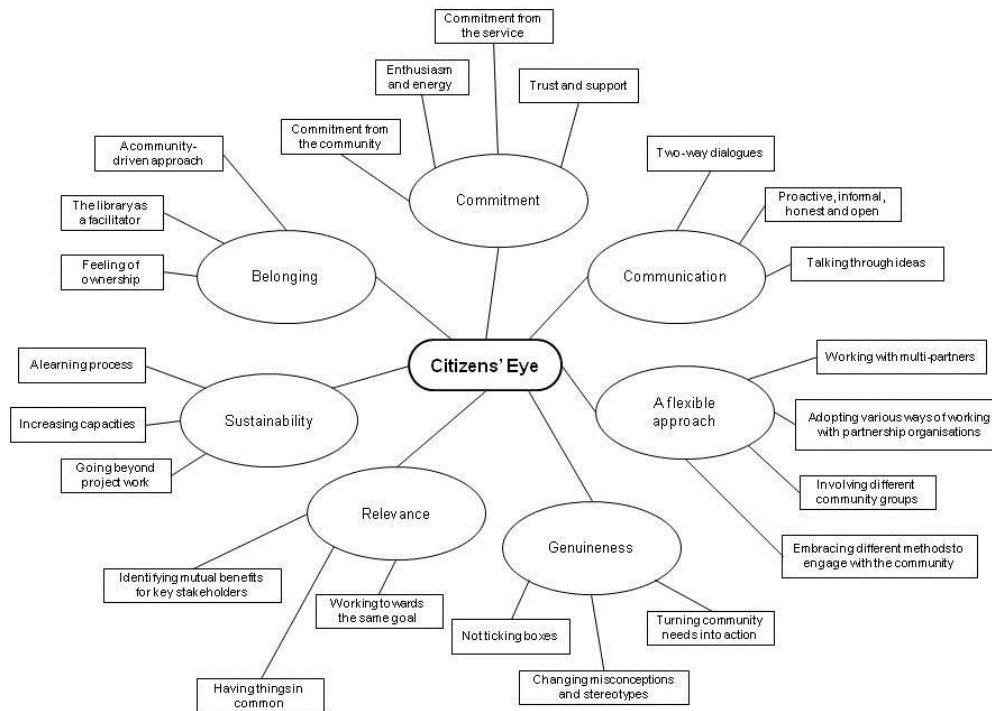 Commitment from
the service
Enthusiasm
and energy
Trust and support
Commitment from
the community
Commitment
A community-
driven approach
The library as
a facilitator
Feeling of
ownership
Belonging
Two-way dialogues
Proactive, informal,
honest and open
Talking through ideas
Communication
Citizens' Eye
A learning process
Increasing capacities
Going beyond
project work
Sustainability
A flexible
approach
Working with multi-partners
Adopting various ways of working
with partnership organisations
Involving different
community groups
Embracing different methods to
engage with the community
Relevance
Identifying mutual benefits
for key stakeholders
Working towards
the same goal
Having things in
common
Genuineness
Not ticking boxes
Changing misconceptions
and stereotypes
Turning community
needs into action